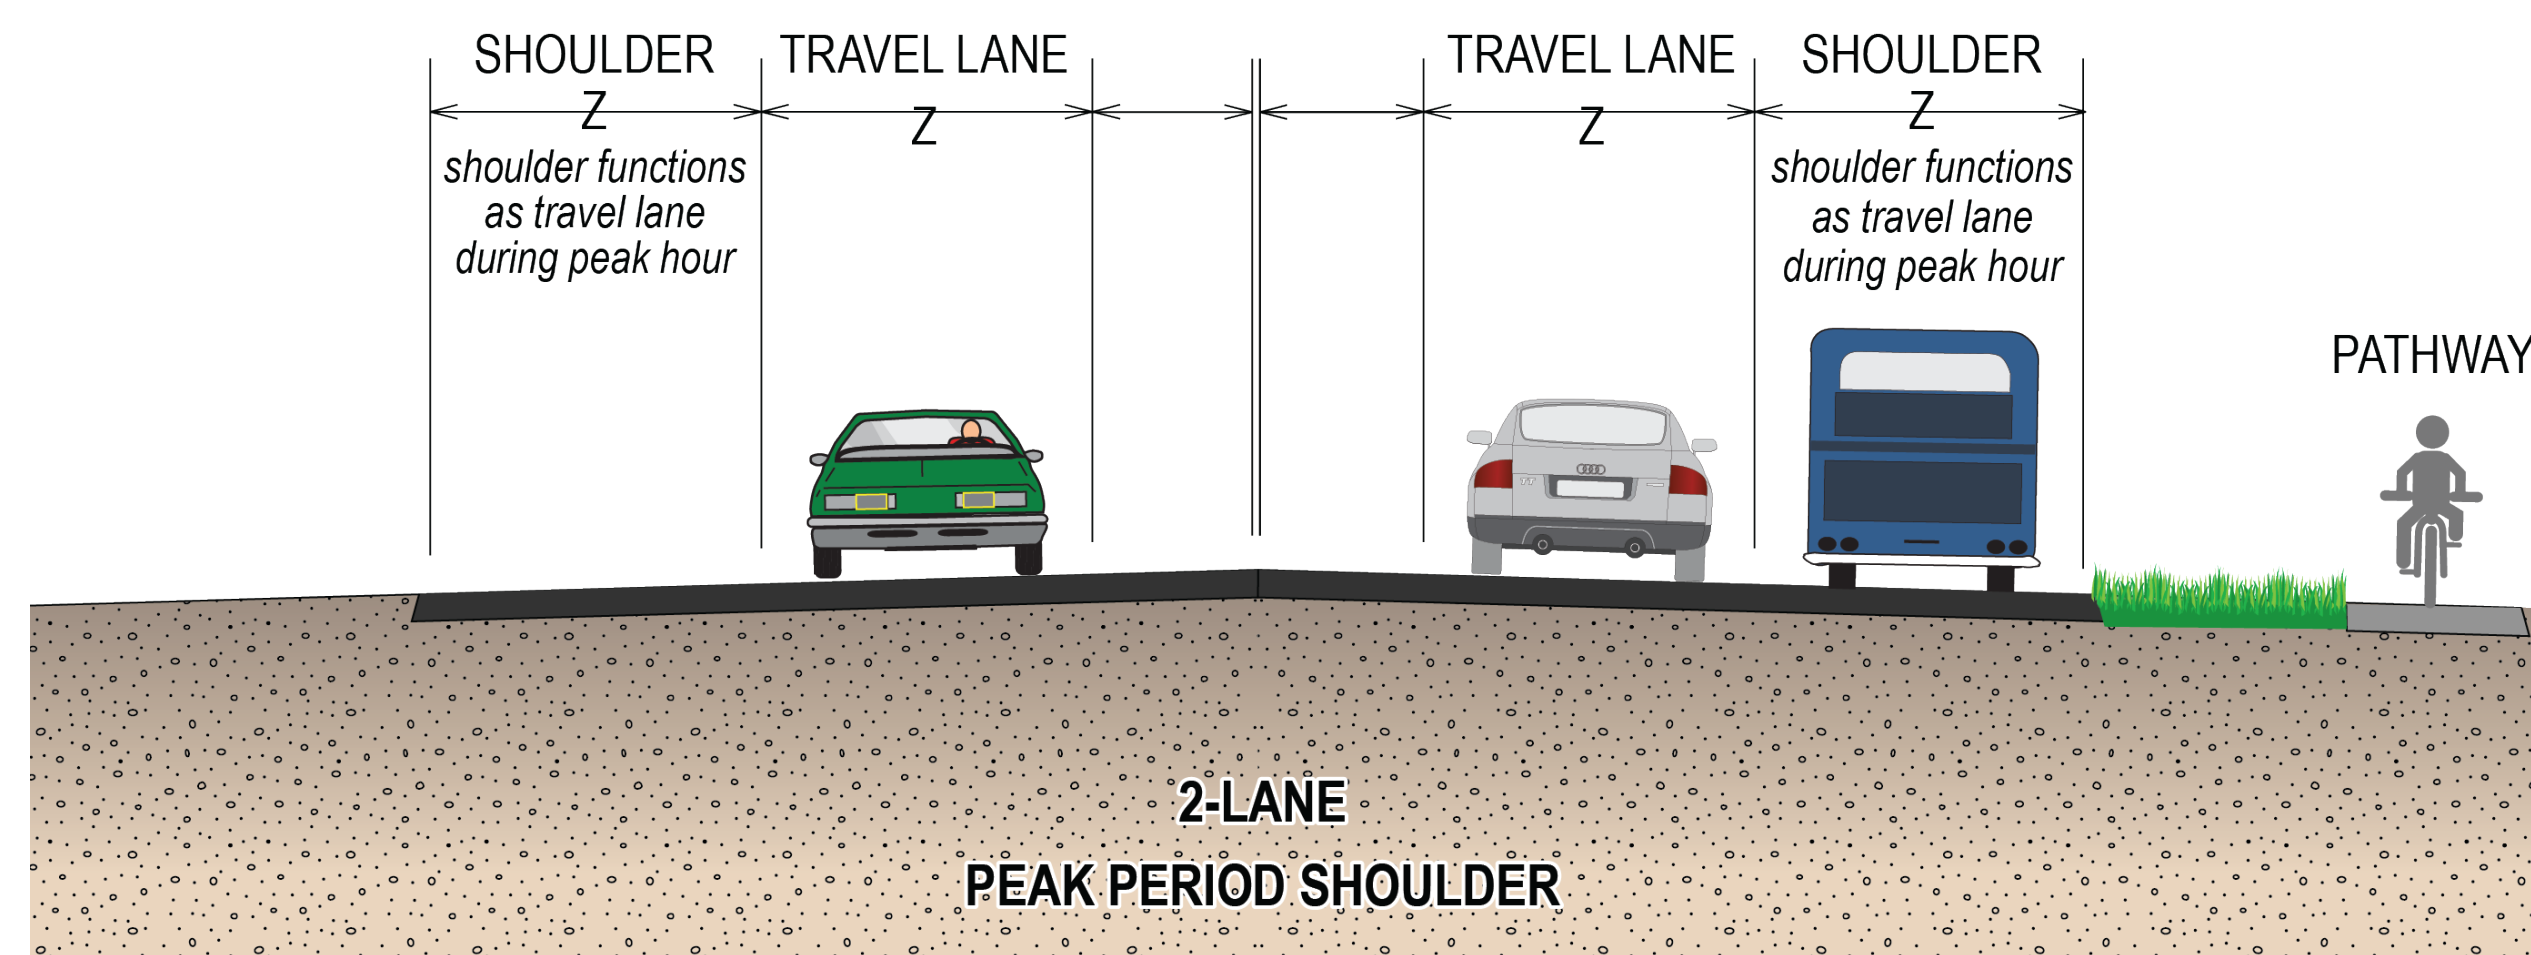 SHOULDER
TRAVEL LANE
TRAVEL LANE
SHOULDER
Z
Z
Z
Z
shoulder functions
as travel lane
during peak hour
shoulder functions
as travel lane
during peak hour
PATHWAY
TT
2-LANE
PEAK PERIOD SHOULDER